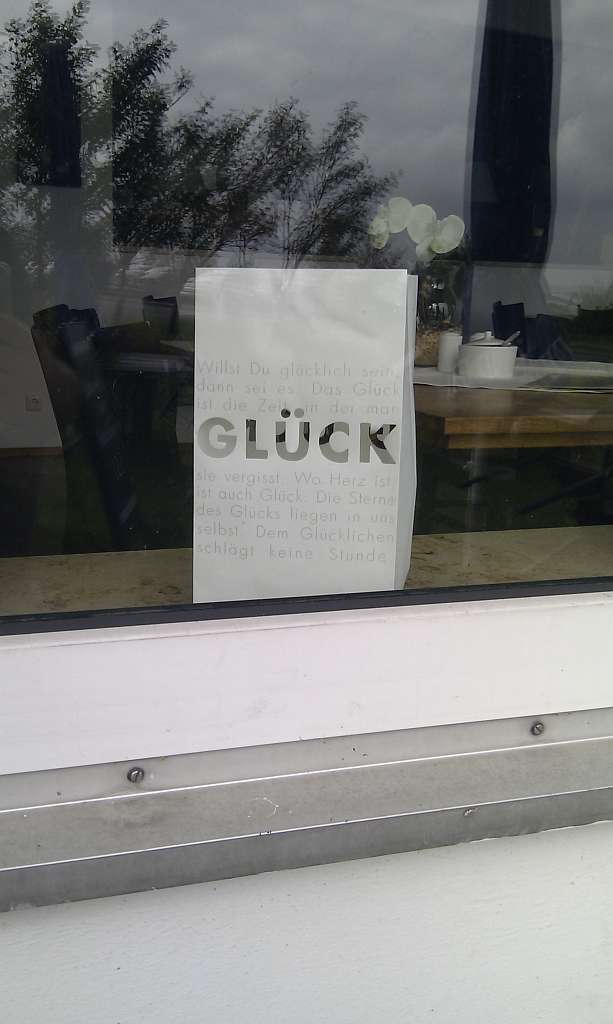 Willst Du glücklich sein,
dann sei es. Das Glück
ist die Zeit, in der man
GLÜCK
sie vergisst. Wo Herz ist,
ist auch Glück. Die Sterne
des Glücks liegen in uns
selbst. Dem Glücklichen
schlägt keine Stunde.